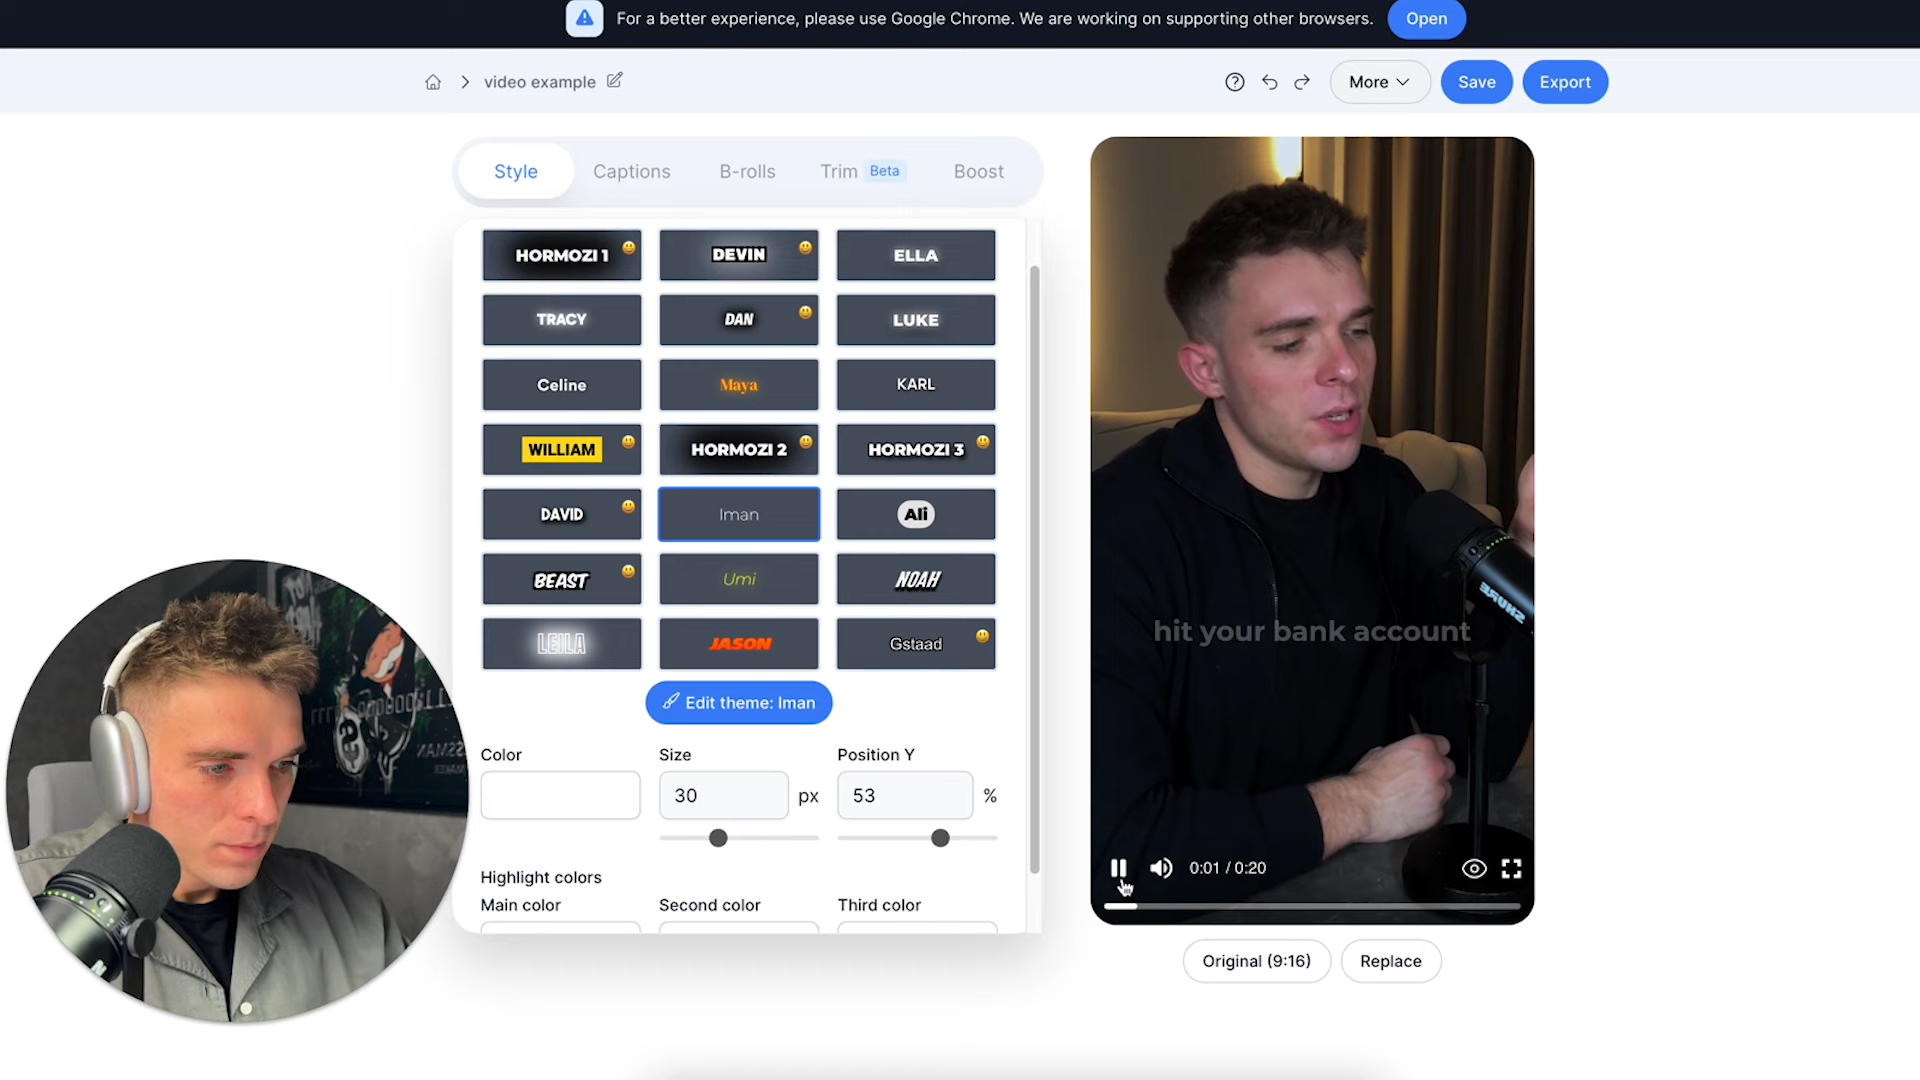 For a better experience, please use Google Chrome. We are working on supporting other browsers.
Open
video example
More
Save
Export
Style
Captions
B-rolls
Trim
Beta
Boost
HORMOZI 1
DEVIN
ELLA
TRACY
DAN
LUKE
Celine
Maya
KARL
WILLIAM
HORMOZI 2
HORMOZI 3
DAVID
Iman
Ali
BEAST
Umi
NOAH
LEILA
JASON
Gstaad
Edit theme: Iman
Color
Size
Position Y
30
px
53
%
Highlight colors
Main color
Second color
Third color
hit your bank account
0:01 / 0:20
Original (9:16)
Replace